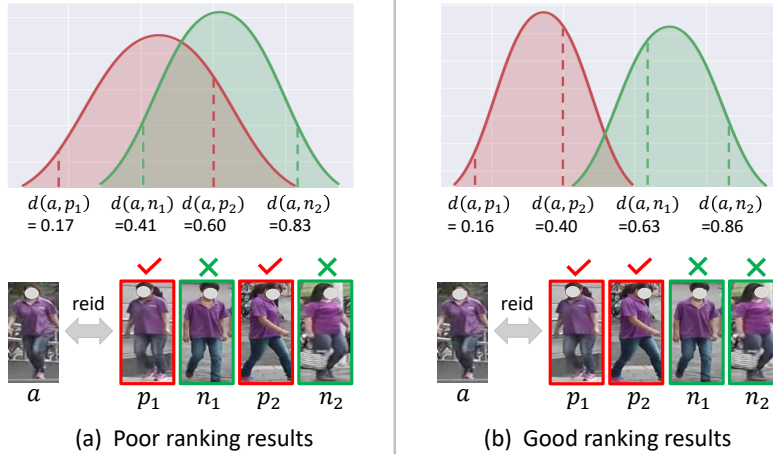 d(a, p₁) d(a, n₁) d(a, p₂) d(a, n₂)
= 0.17 =0.41 =0.60 =0.83
reid
a p₁ n₁ p₂ n₂
(a) Poor ranking results
d(a, p₁) d(a, p₂) d(a, n₁) d(a, n₂)
= 0.16 =0.40 =0.63 =0.86
reid
a p₁ p₂ n₁ n₂
(b) Good ranking results